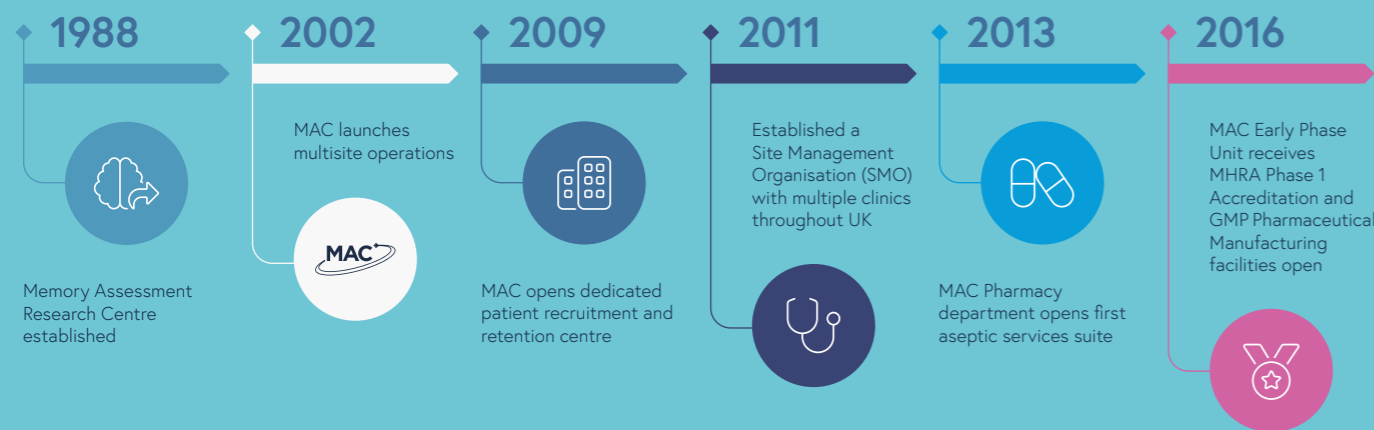 1988
Memory Assessment
Research Centre
established
2002
MAC launches
multisite operations
MAC
2009
MAC opens dedicated
patient recruitment and
retention centre
2011
Established a
Site Management
Organisation (SMO)
with multiple clinics
throughout UK
2013
MAC Pharmacy
department opens first
aseptic services suite
2016
MAC Early Phase
Unit receives
MHRA Phase 1
Accreditation and
GMP Pharmaceutical
Manufacturing
facilities open